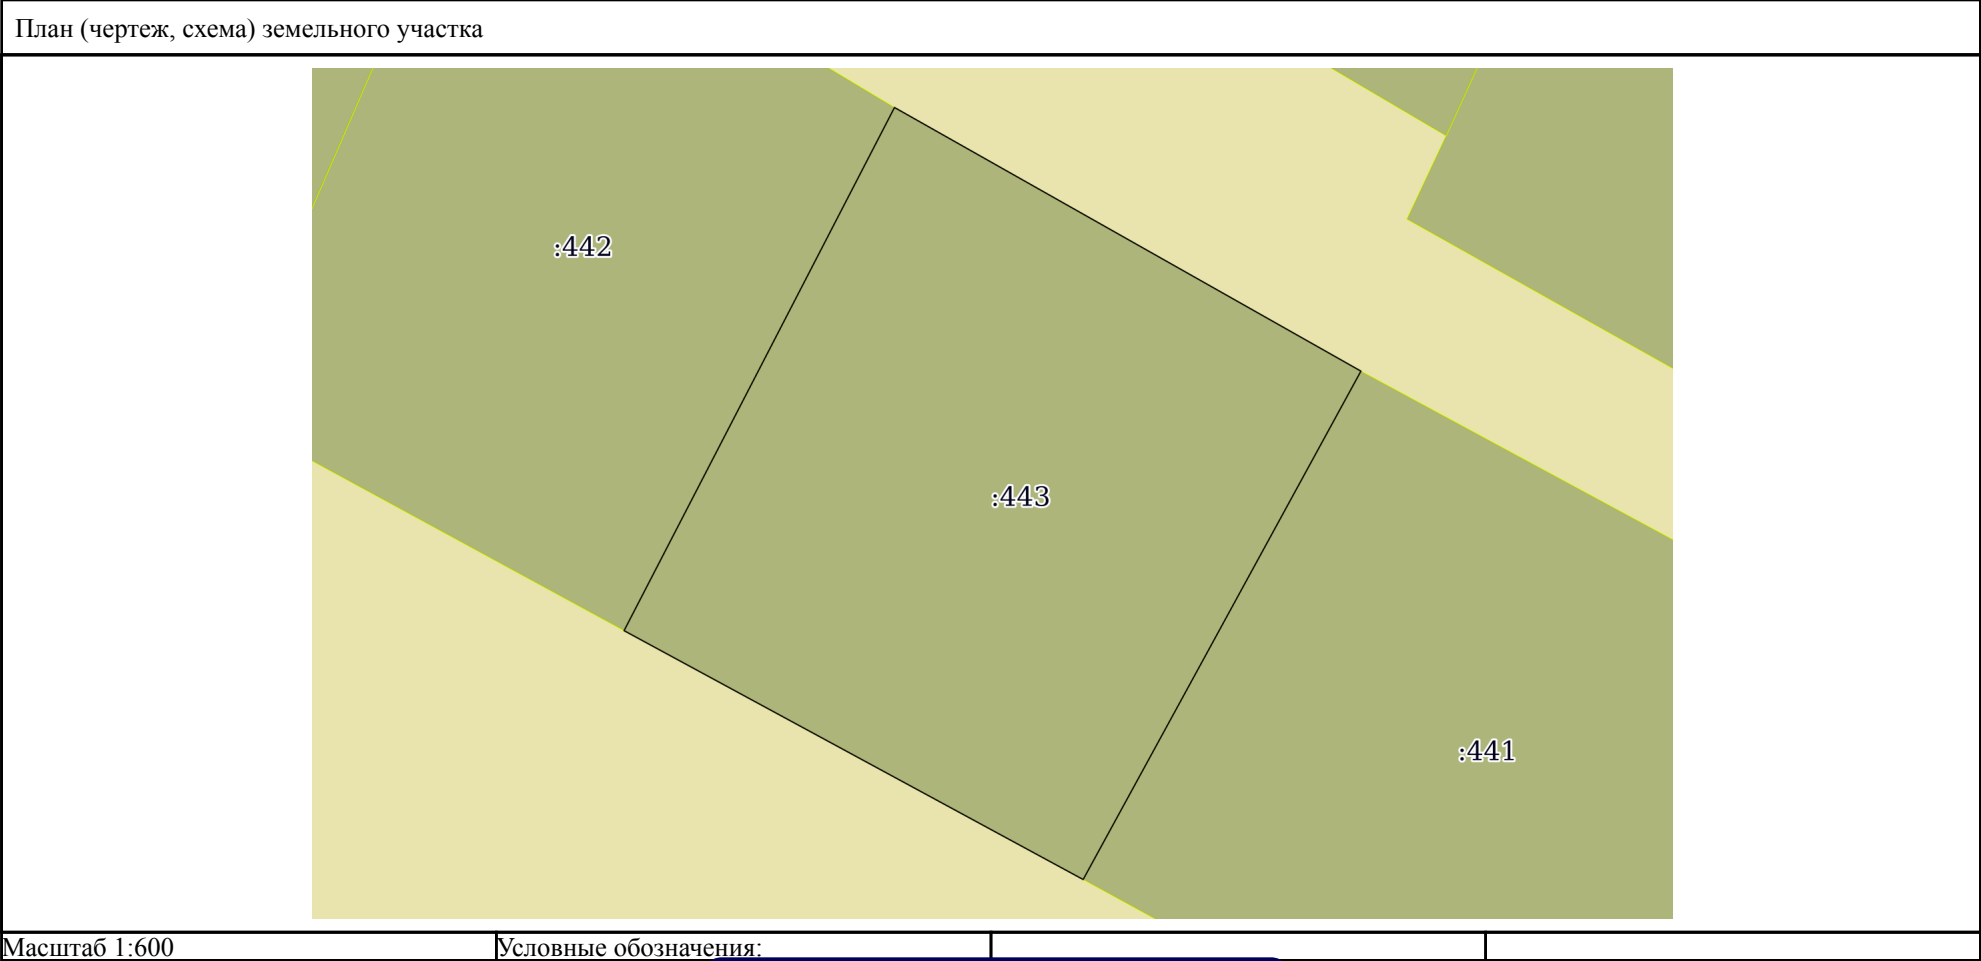 План (чертеж, схема) земельного участка
:442
:443
:441
Масштаб 1:600
Условные обозначения: